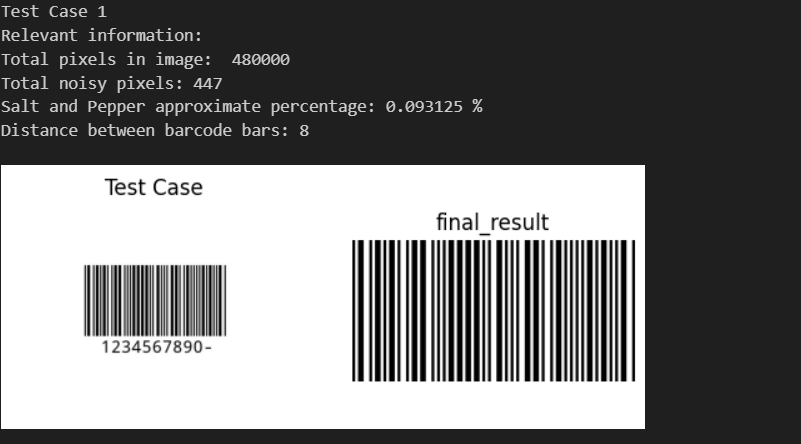 Test Case 1
Relevant information:
Total pixels in image:  480000
Total noisy pixels: 447
Salt and Pepper approximate percentage: 0.093125 %
Distance between barcode bars: 8
Test Case
final_result
1234567890-